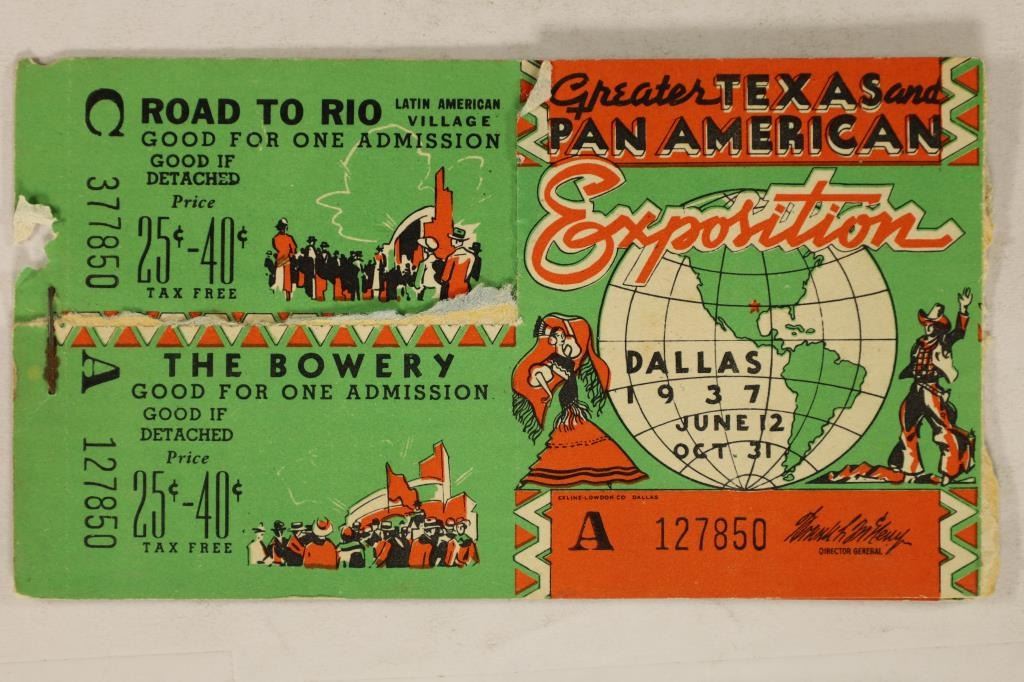 C 37850
ROAD TO RIO LATIN AMERICAN VILLAGE
GOOD FOR ONE ADMISSION
GOOD IF
DETACHED
Price
25¢-40¢
TAX FREE
A 127850
THE BOWERY
GOOD FOR ONE ADMISSION
GOOD IF
DETACHED
Price
25¢-40¢
TAX FREE
Greater TEXAS and
PAN AMERICAN
Exposition
DALLAS
1937
JUNE 12
OCT. 31
A 127850
DIRECTOR GENERAL